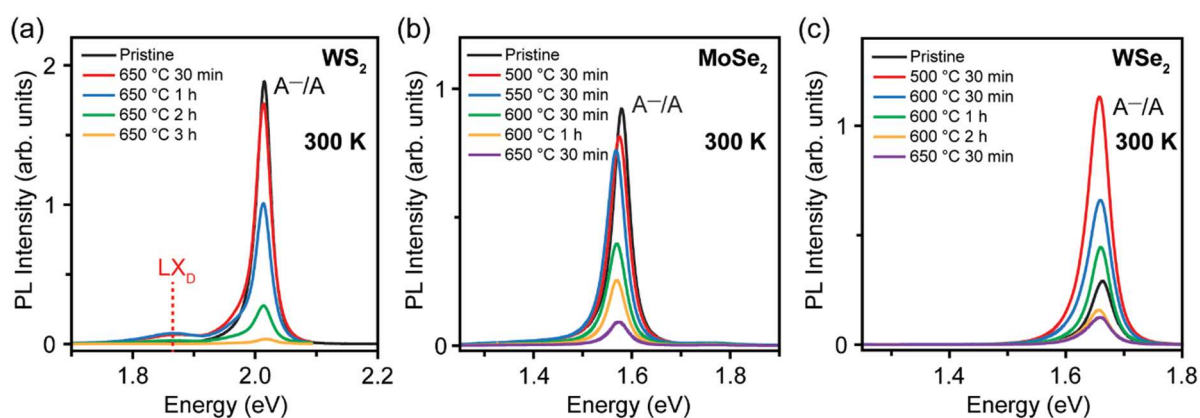 (a)
WS2
Pristine
650 °C 30 min
650 °C 1 h
650 °C 2 h
650 °C 3 h
A—/A
300 K
LXD
PL Intensity (arb. units)
2
1
0
1.8
2.0
2.2
Energy (eV)
(b)
MoSe2
Pristine
500 °C 30 min
550 °C 30 min
600 °C 30 min
600 °C 1 h
650 °C 30 min
A—/A
300 K
PL Intensity (arb. units)
1
0
1.4
1.6
1.8
Energy (eV)
(c)
WSe2
Pristine
500 °C 30 min
600 °C 30 min
600 °C 1 h
600 °C 2 h
650 °C 30 min
A—/A
300 K
PL Intensity (arb. units)
1
0
1.4
1.6
1.8
Energy (eV)